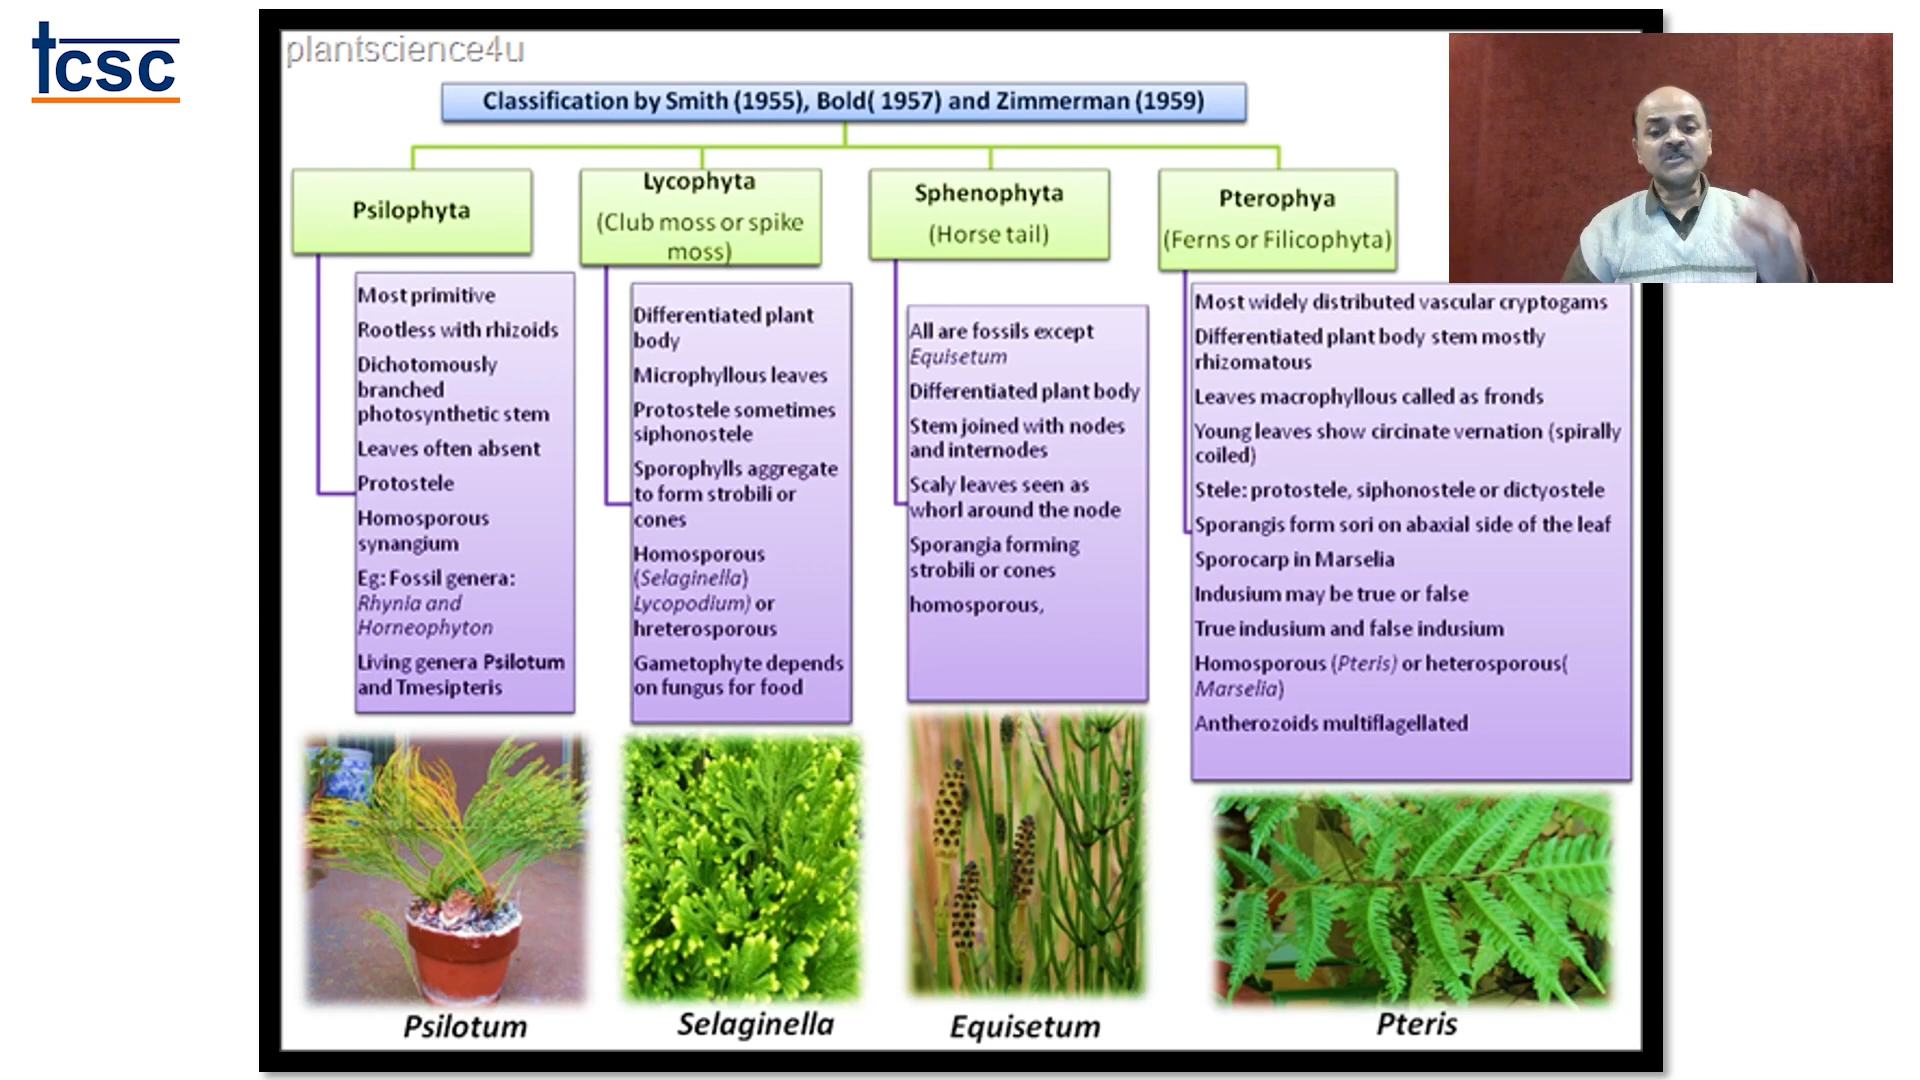 tcsc
plantscience4u
Classification by Smith (1955), Bold( 1957) and Zimmerman (1959)
Psilophyta
Most primitive
Rootless with rhizoids
Dichotomously
branched
photosynthetic stem
Leaves often absent
Protostele
Homosporous
synangium
Eg: Fossil genera:
Rhynia and
Horneophyton
Living genera Psilotum
and Tmesipteris
Psilotum
Lycophyta
(Club moss or spike
moss)
Differentiated plant
body
Microphyllous leaves
Protostele sometimes
siphonostele
Sporophylls aggregate
to form strobili or
cones
Homosporous
(Selaginella)
Lycopodium) or
hreterosporous
Gametophyte depends
on fungus for food
Selaginella
Sphenophyta
(Horse tail)
All are fossils except
Equisetum
Differentiated plant body
Stem joined with nodes
and internodes
Scaly leaves seen as
whorl around the node
Sporangia forming
strobili or cones
homosporous,
Equisetum
Pterophya
(Ferns or Filicophyta)
Most widely distributed vascular cryptogams
Differentiated plant body stem mostly
rhizomatous
Leaves macrophyllous called as fronds
Young leaves show circinate vernation (spirally
coiled)
Stele: protostele, siphonostele or dictyostele
Sporangis form sori on abaxial side of the leaf
Sporocarp in Marselia
Indusium may be true or false
True indusium and false indusium
Homosporous (Pteris) or heterosporous(
Marselia)
Antherozoids multiflagellated
Pteris